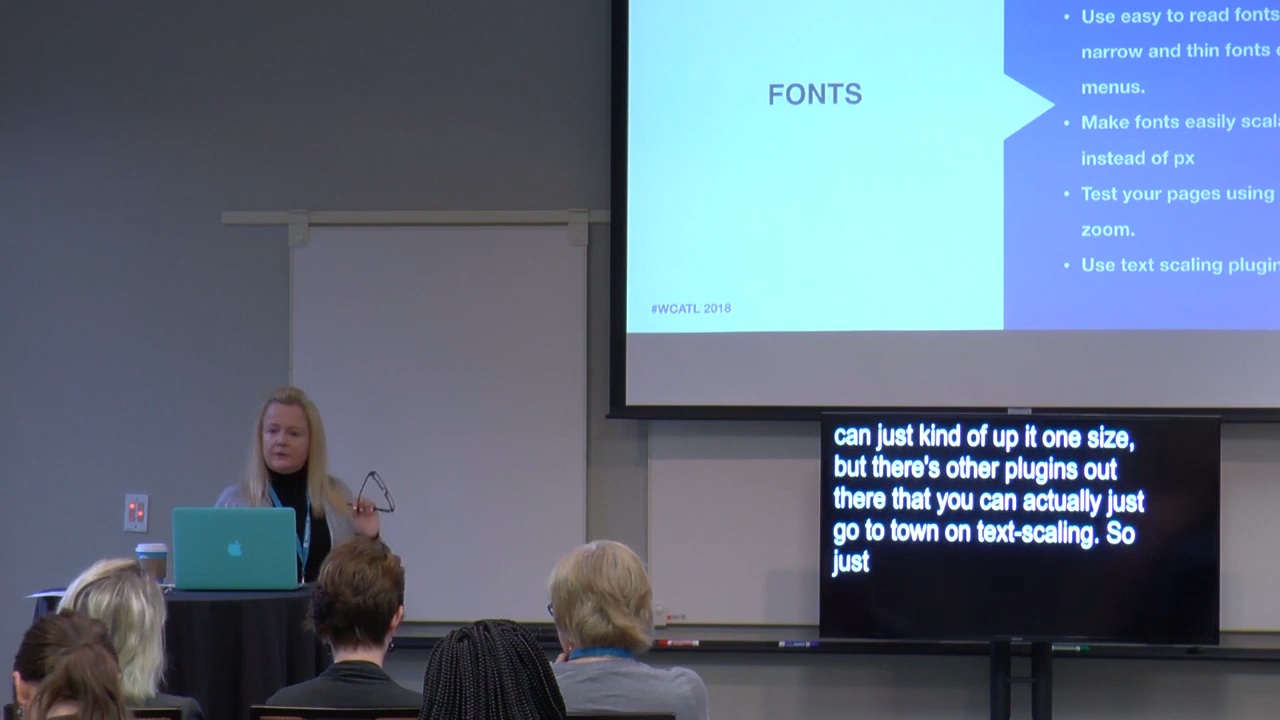 FONTS
• Use easy to read fonts
narrow and thin fonts
menus.
• Make fonts easily
instead of px
• Test your pages using
zoom.
• Use text scaling
#WCATL 2018
can just kind of up it one size,
but there's other plugins out
there that you can actually just
go to town on text-scaling. So
just